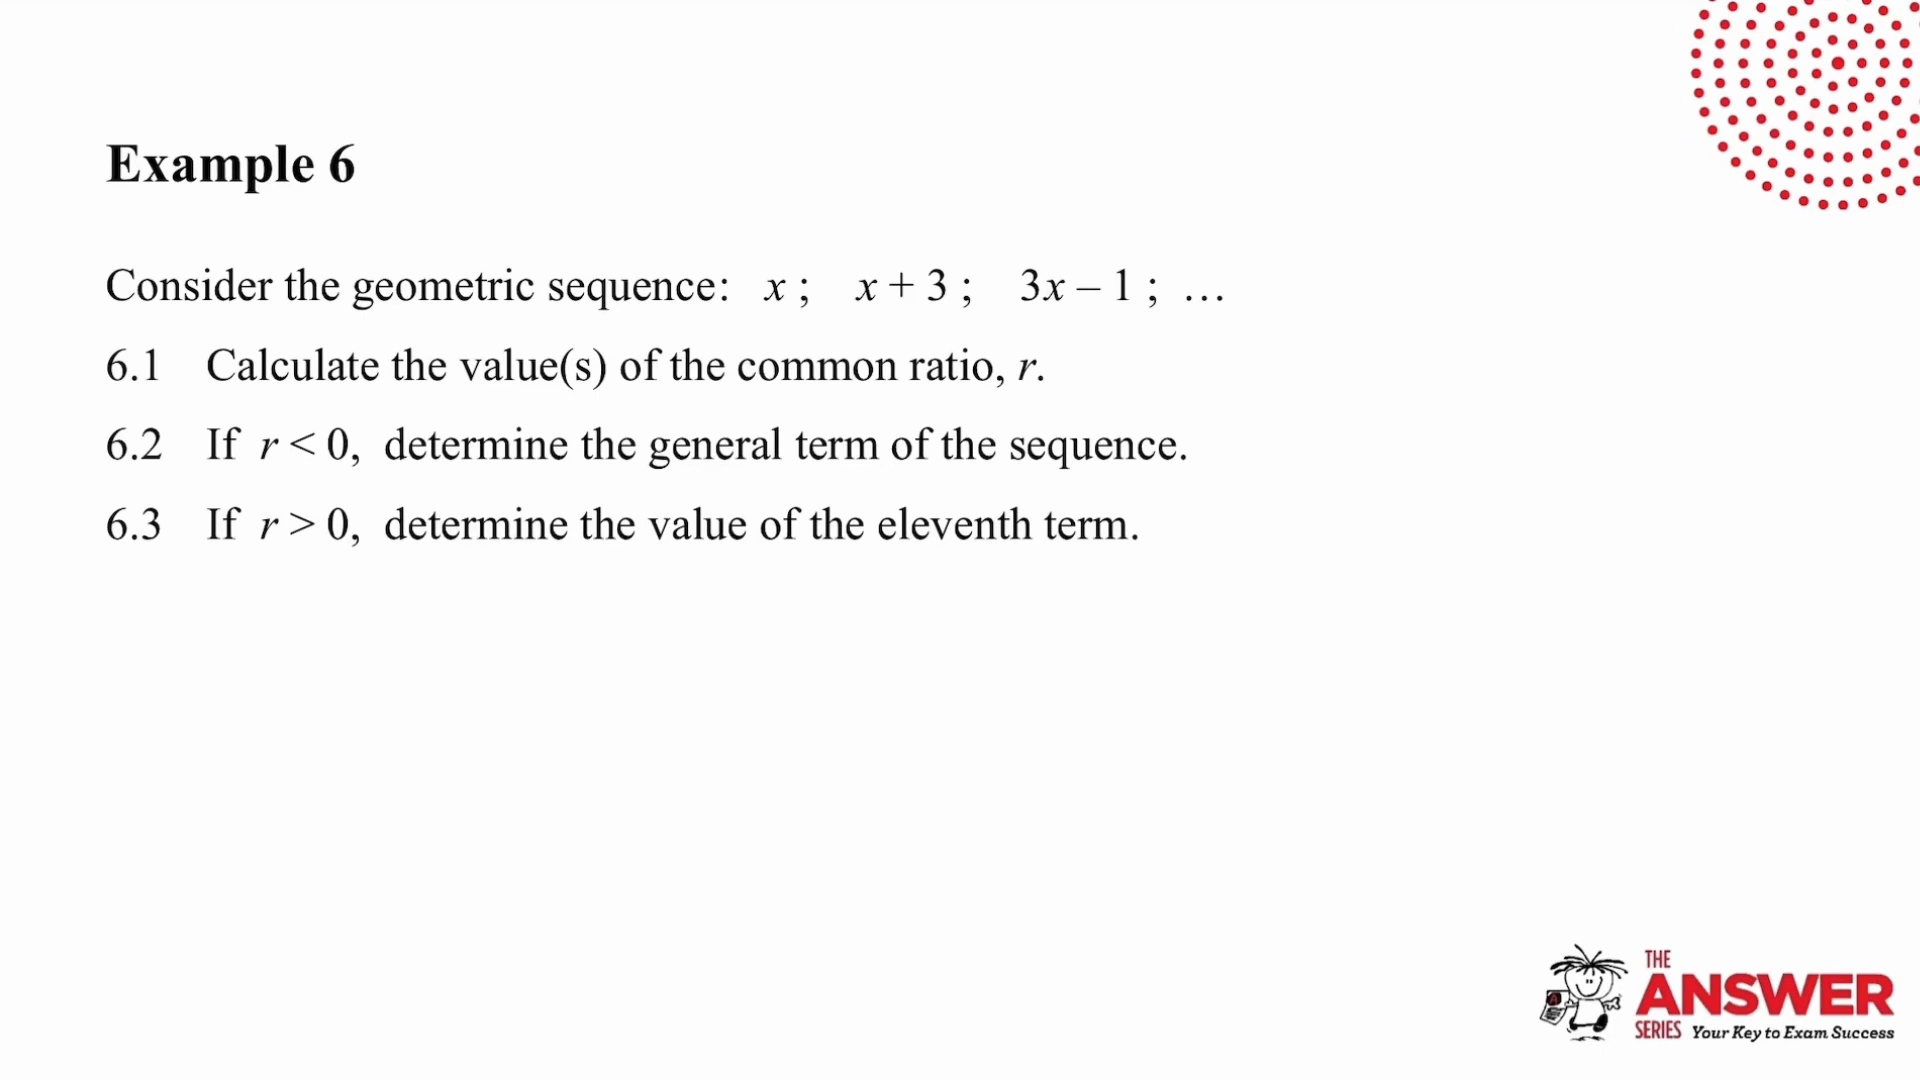 Example 6
Consider the geometric sequence: x ; x + 3 ; 3x – 1 ; …
6.1 Calculate the value(s) of the common ratio, r.
6.2 If r < 0, determine the general term of the sequence.
6.3 If r > 0, determine the value of the eleventh term.
THE
ANSWER
SERIES Your Key to Exam Success